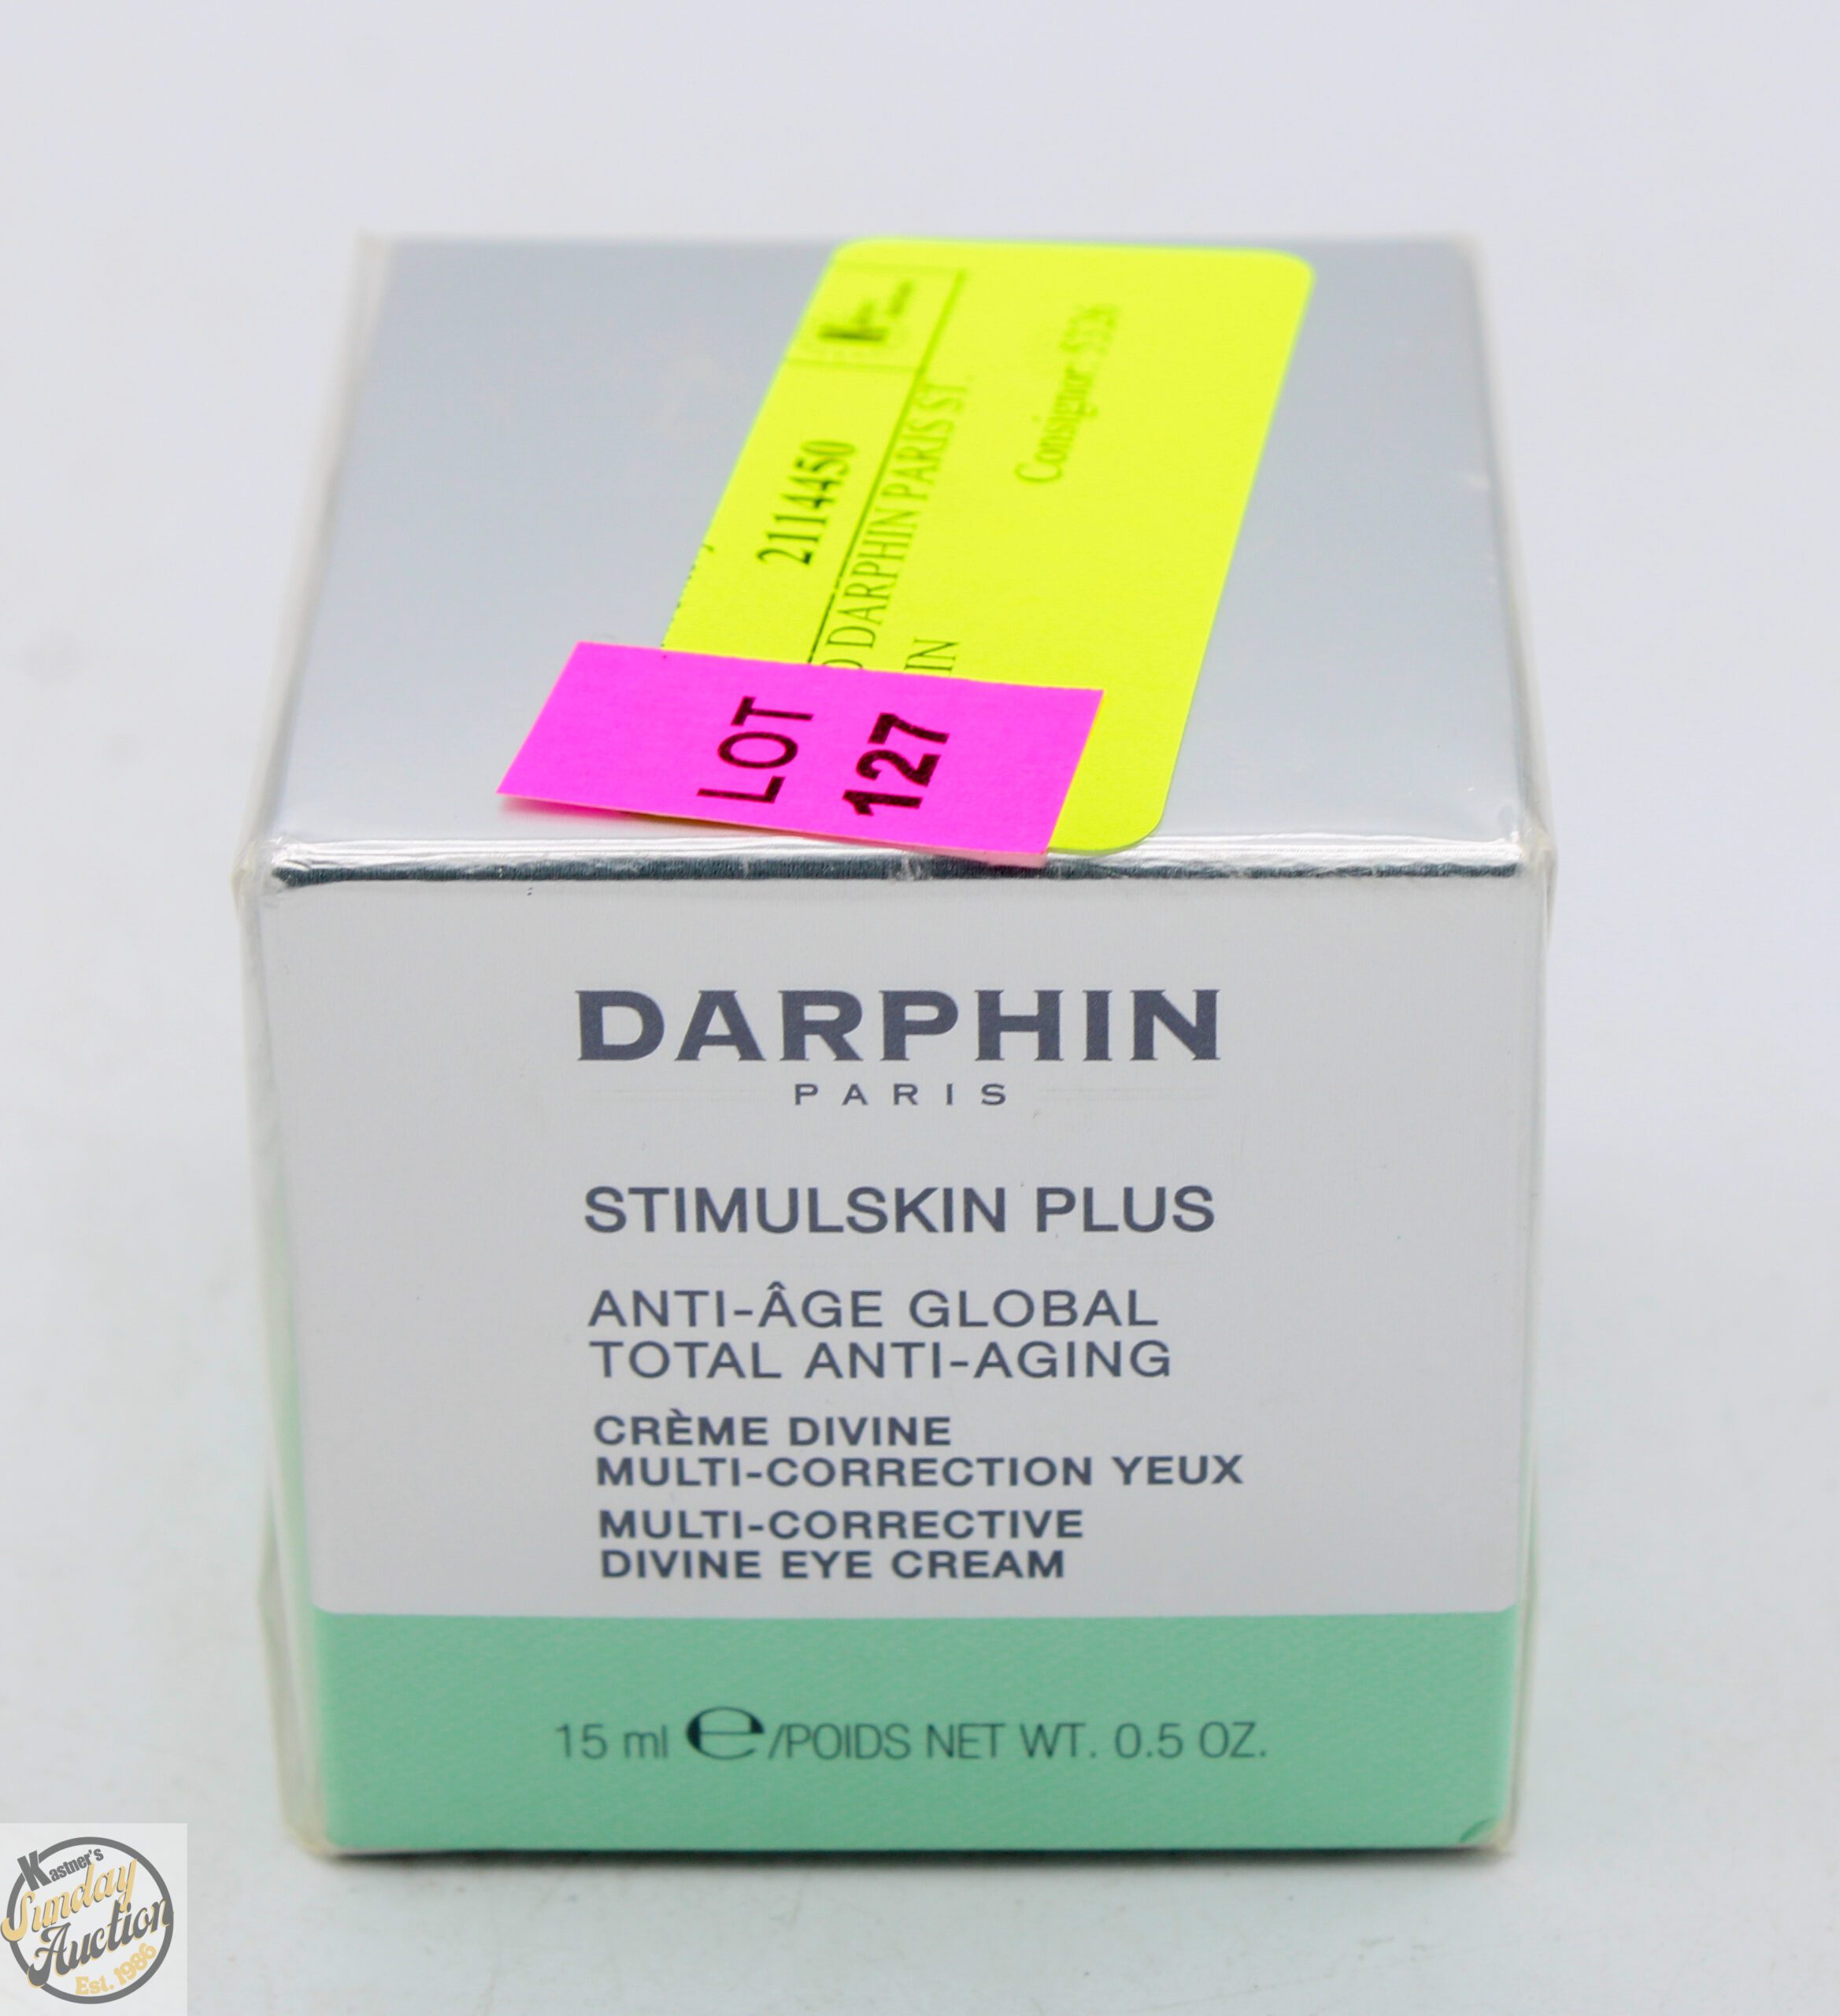 2114450
DARPHIN PARIS ST.
IN
Consignor:
LOT
127
DARPHIN
PARIS
STIMULSKIN PLUS
ANTI-ÂGE GLOBAL
TOTAL ANTI-AGING
CRÈME DIVINE
MULTI-CORRECTION YEUX
MULTI-CORRECTIVE
DIVINE EYE CREAM
15 ml ℮/POIDS NET WT. 0.5 OZ.
Kastner's
Sunday
Auction
Est. 1986